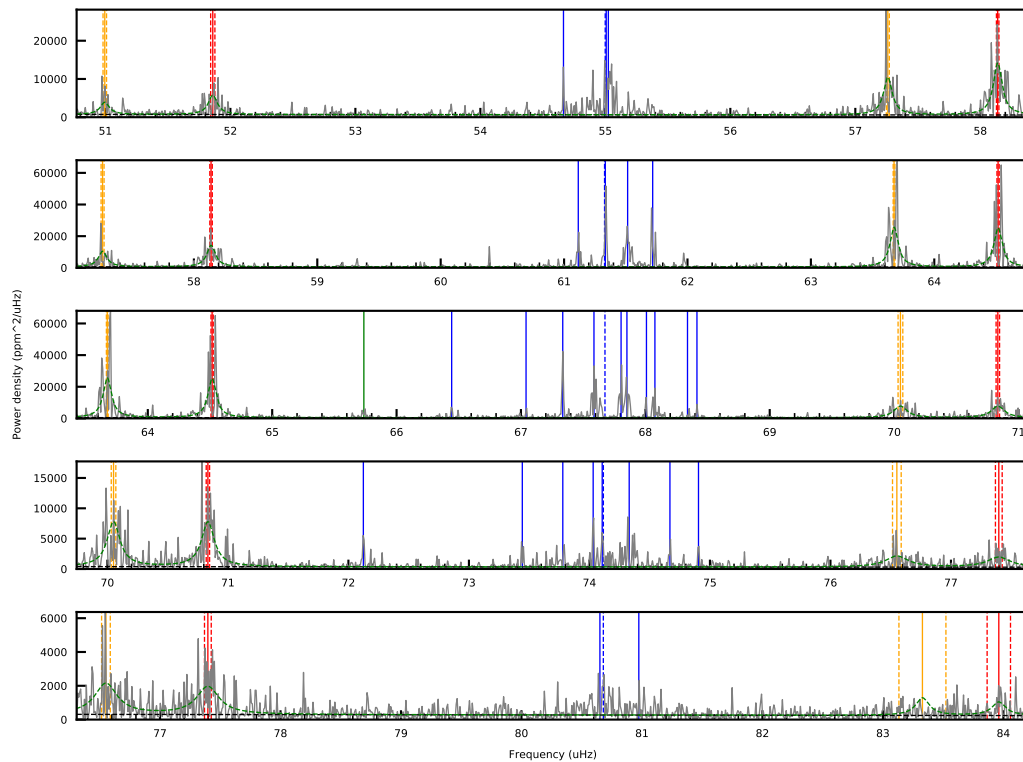 20000
10000
0
51 52 53 54 55 56 57 58
60000
40000
20000
0
58 59 60 61 62 63 64
60000
40000
20000
0
64 65 66 67 68 69 70 71
Power density (ppm^2/uHz)
15000
10000
5000
0
70 71 72 73 74 75 76 77
6000
4000
2000
0
77 78 79 80 81 82 83 84
Frequency (uHz)